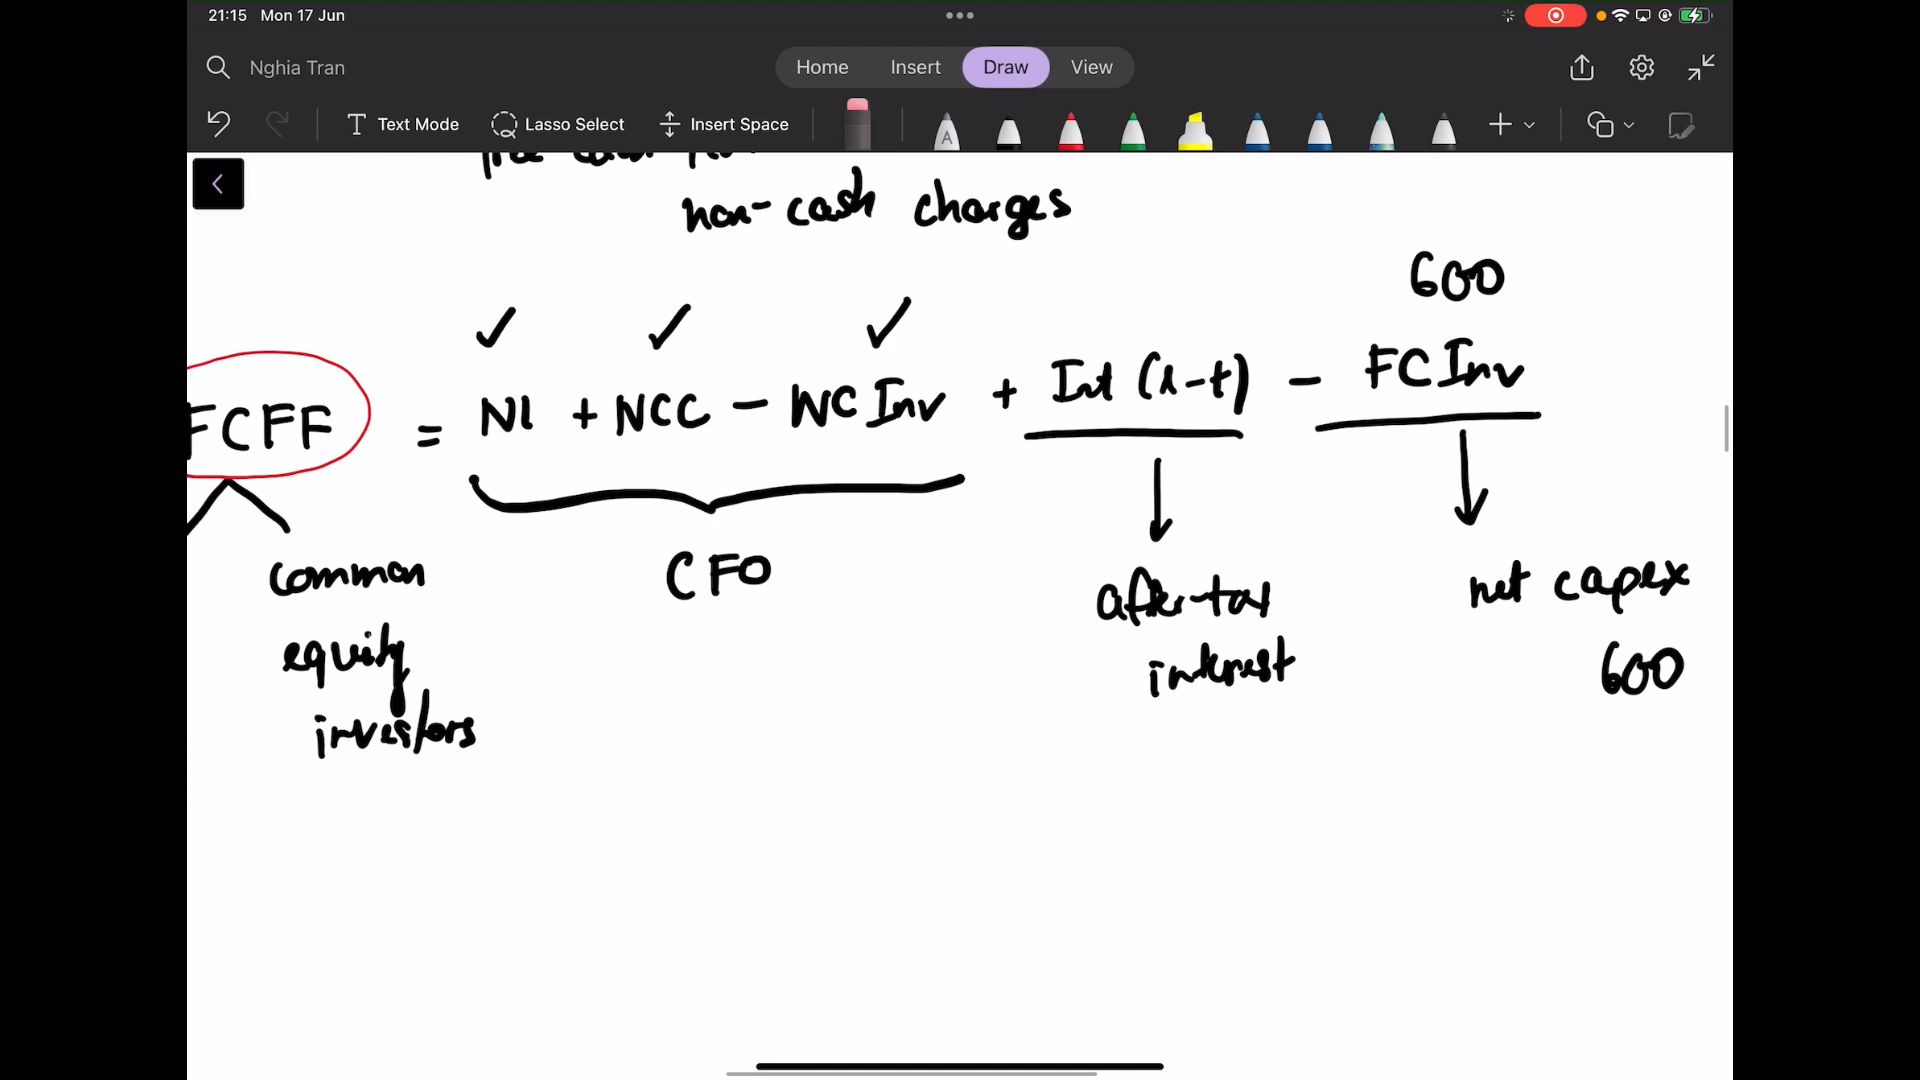 21:15 Mon 17 Jun
Nghia Tran
Home Insert Draw View
Text Mode Lasso Select Insert Space
A
non-cash charges
600
FCFF = NI + NCC - WC Inv + Int (1-t) - FC Inv
CFO
common
equity
investors
after-tax
interest
net capex
600